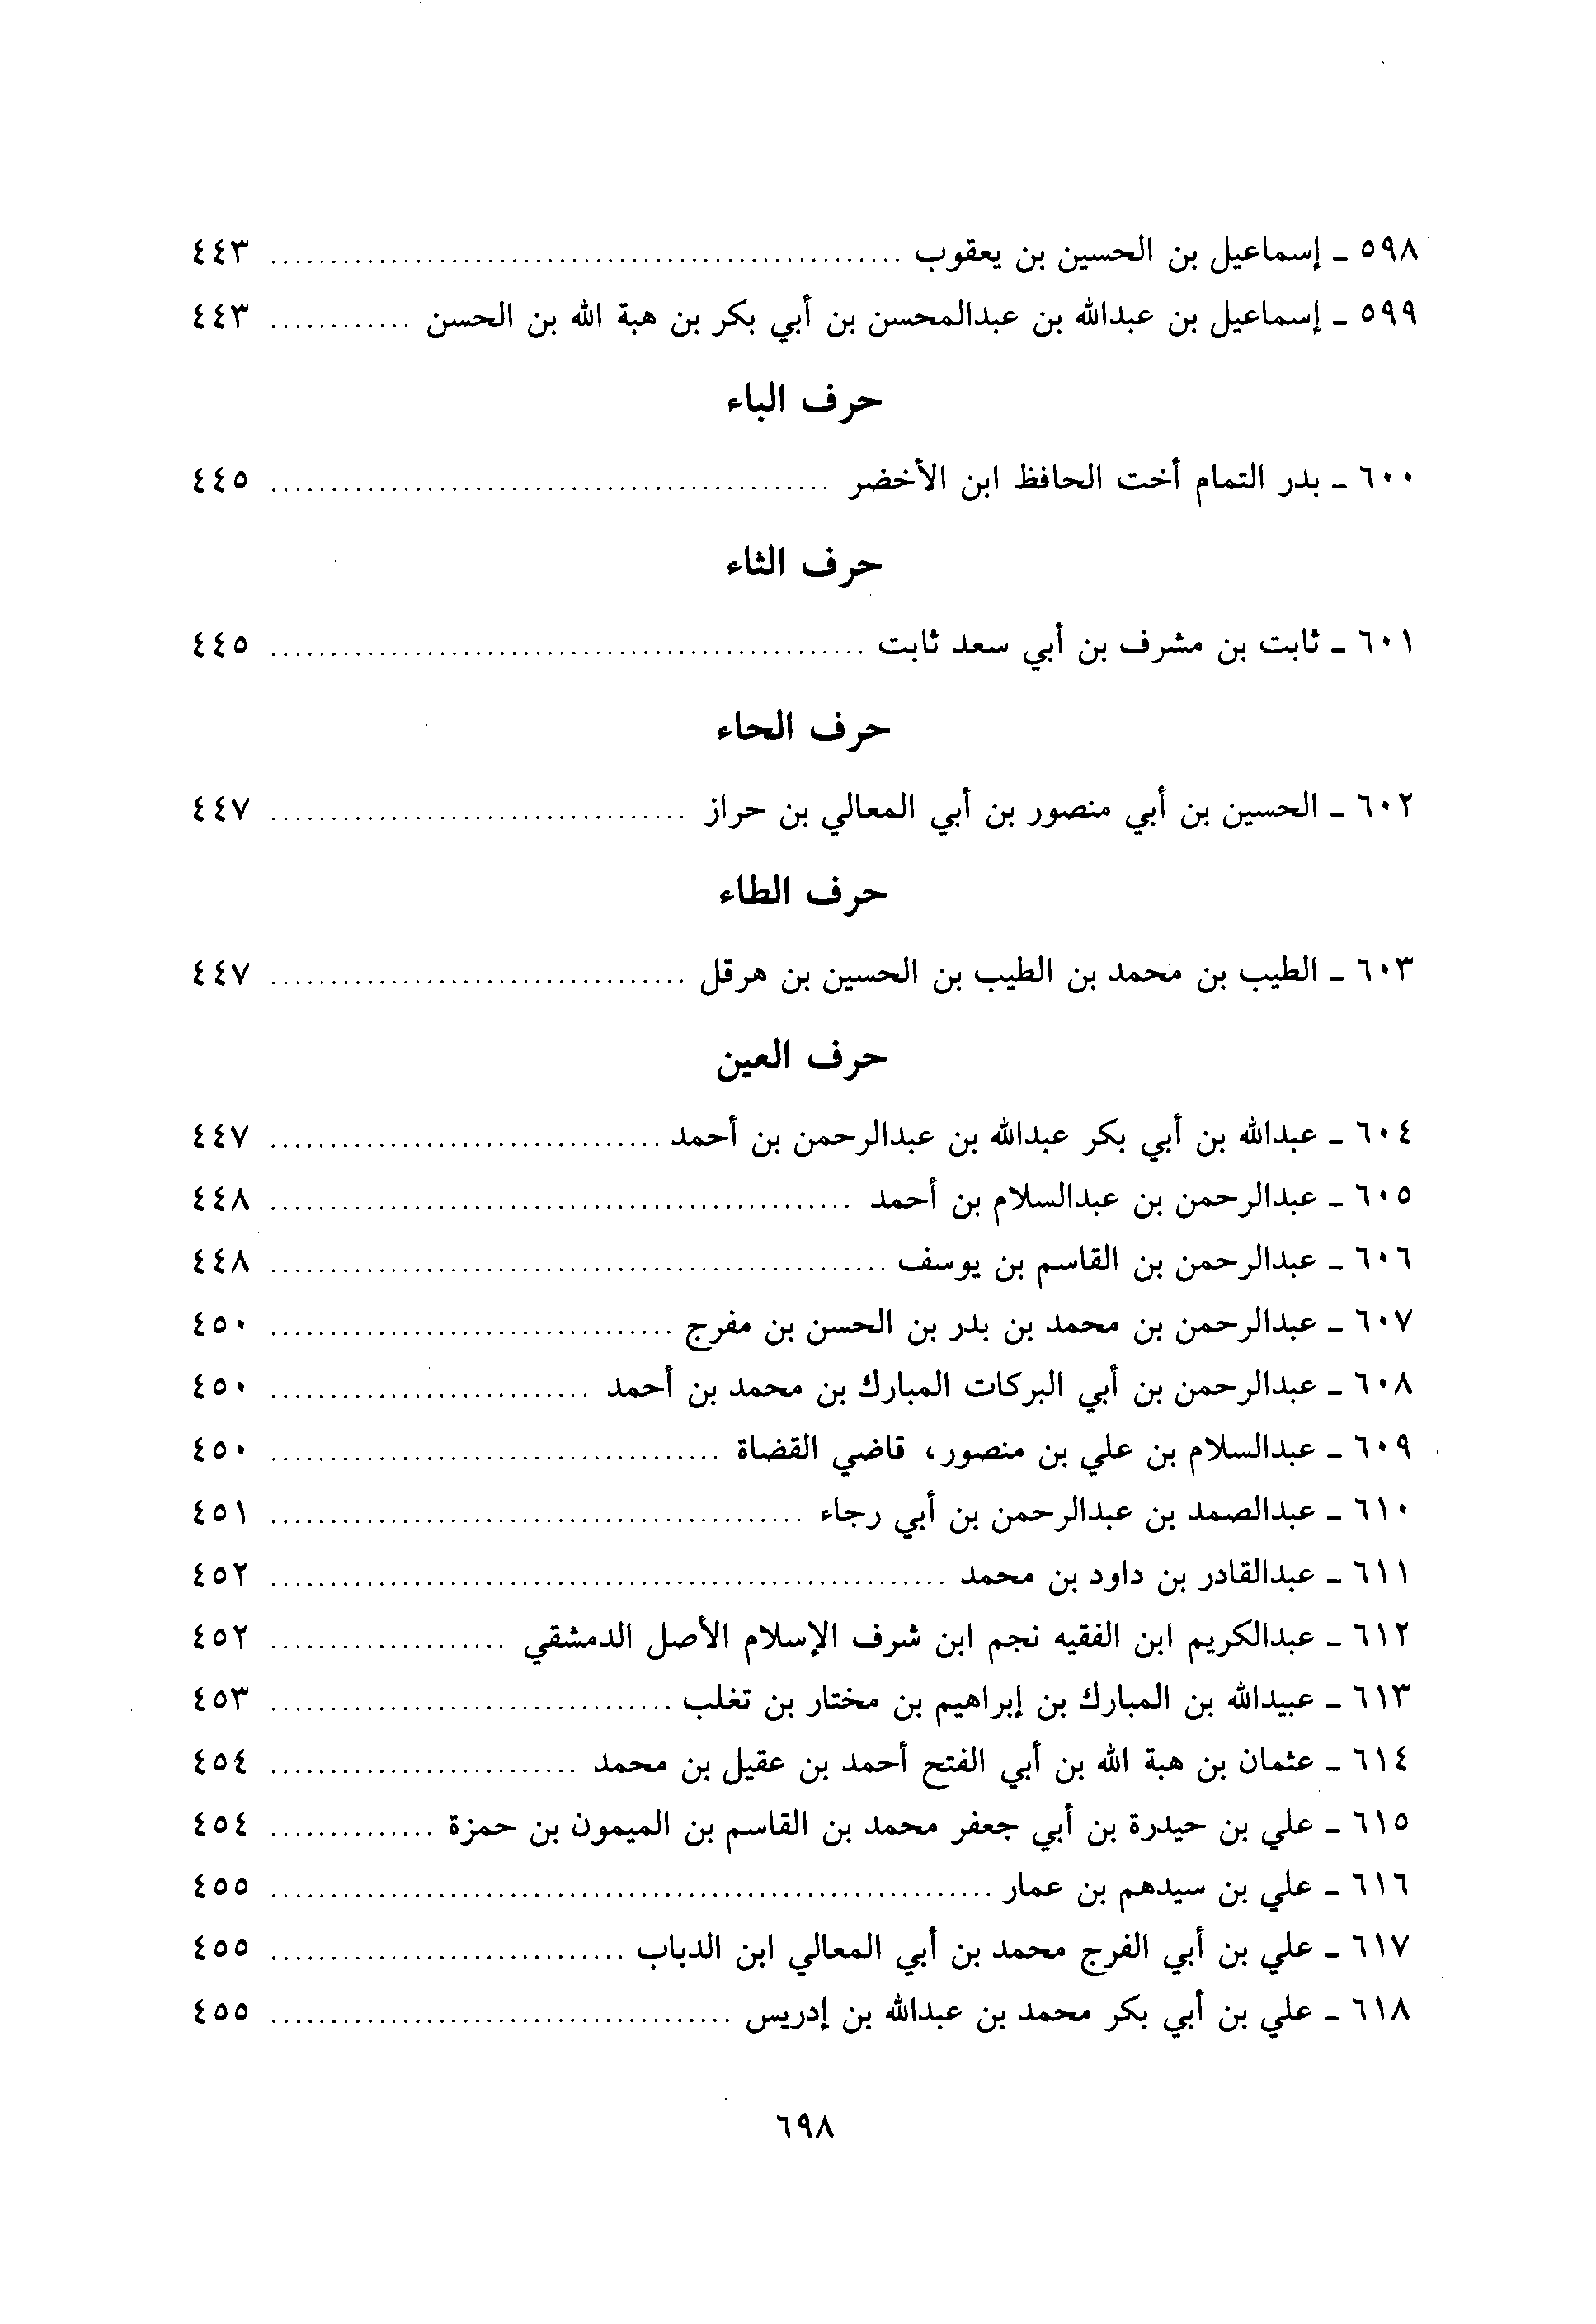 ٥٩٨ ـ إسماعيل بن الحسين بن يعقوب ..................................................... ٤٤٣
٥٩٩ ـ إسماعيل بن عبدالله بن عبدالمحسن بن أبي بكر بن هبة الله بن الحسن ............ ٤٤٣
حرف الباء
٦٠٠ ـ بدر التمام أخت الحافظ ابن الأخضر ............................................... ٤٤٥
حرف الثاء
٦٠١ ـ ثابت بن مشرف بن أبي سعد ثابت .................................................. ٤٤٥
حرف الحاء
٦٠٢ ـ الحسين بن أبي منصور بن أبي المعالي بن حراز ................................... ٤٤٧
حرف الطاء
٦٠٣ ـ الطيب بن محمد بن الطيب بن الحسين بن هرقل ................................... ٤٤٧
حرف العين
٦٠٤ ـ عبدالله بن أبي بكر عبدالله بن عبدالرحمن بن أحمد ................................. ٤٤٧
٦٠٥ ـ عبدالرحمن بن عبدالسلام بن أحمد ................................................. ٤٤٨
٦٠٦ ـ عبدالرحمن بن القاسم بن يوسف .................................................... ٤٤٨
٦٠٧ ـ عبدالرحمن بن محمد بن بدر بن الحسن بن مفرج .................................. ٤٥٠
٦٠٨ ـ عبدالرحمن بن أبي البركات المبارك بن محمد بن أحمد ........................... ٤٥٠
٦٠٩ ـ عبدالسلام بن علي بن منصور، قاضي القضاة ...................................... ٤٥٠
٦١٠ ـ عبدالصمد بن عبدالرحمن بن أبي رجاء ............................................. ٤٥١
٦١١ ـ عبدالقادر بن داود بن محمد ......................................................... ٤٥٢
٦١٢ ـ عبدالكريم ابن الفقيه نجم ابن شرف الإسلام الأصل الدمشقي .................... ٤٥٢
٦١٣ ـ عبيدالله بن المبارك بن إبراهيم بن مختار بن تغلب .................................. ٤٥٣
٦١٤ ـ عثمان بن هبة الله بن أبي الفتح أحمد بن عقيل بن محمد .......................... ٤٥٤
٦١٥ ـ علي بن حيدرة بن أبي جعفر محمد بن القاسم بن الميمون بن حمزة .............. ٤٥٤
٦١٦ ـ علي بن سيدهم بن عمار ............................................................. ٤٥٥
٦١٧ ـ علي بن أبي الفرج محمد بن أبي المعالي ابن الدباب .............................. ٤٥٥
٦١٨ ـ علي بن أبي بكر محمد بن عبدالله بن إدريس ....................................... ٤٥٥
٦٩٨